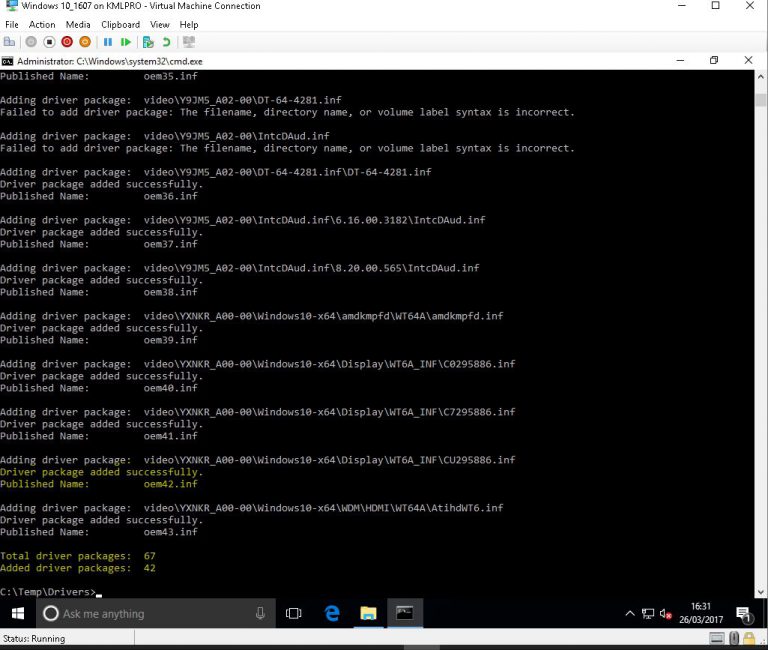 Windows 10_1607 on KMLPRO - Virtual Machine Connection
File Action Media Clipboard View Help
Administrator: C:\Windows\system32\cmd.exe
Published Name: oem35.inf
Adding driver package: video\Y9JM5_A02-00\DT-64-4281.inf
Failed to add driver package: The filename, directory name, or volume label syntax is incorrect.
Adding driver package: video\Y9JM5_A02-00\IntcDAud.inf
Failed to add driver package: The filename, directory name, or volume label syntax is incorrect.
Adding driver package: video\Y9JM5_A02-00\DT-64-4281.inf\DT-64-4281.inf
Driver package added successfully.
Published Name: oem36.inf
Adding driver package: video\Y9JM5_A02-00\IntcDAud.inf\6.16.00.3182\IntcDAud.inf
Driver package added successfully.
Published Name: oem37.inf
Adding driver package: video\Y9JM5_A02-00\IntcDAud.inf\8.20.00.565\IntcDAud.inf
Driver package added successfully.
Published Name: oem38.inf
Adding driver package: video\YXNKR_A00-00\Windows10-x64\amdkmpfd\WT64A\amdkmpfd.inf
Driver package added successfully.
Published Name: oem39.inf
Adding driver package: video\YXNKR_A00-00\Windows10-x64\Display\WT6A_INF\C0295886.inf
Driver package added successfully.
Published Name: oem40.inf
Adding driver package: video\YXNKR_A00-00\Windows10-x64\Display\WT6A_INF\C7295886.inf
Driver package added successfully.
Published Name: oem41.inf
Adding driver package: video\YXNKR_A00-00\Windows10-x64\Display\WT6A_INF\CU295886.inf
Driver package added successfully.
Published Name: oem42.inf
Adding driver package: video\YXNKR_A00-00\Windows10-x64\WDM\HDMI\WT64A\AtihdWT6.inf
Driver package added successfully.
Published Name: oem43.inf
Total driver packages: 67
Added driver packages: 42
C:\Temp\Drivers>
Ask me anything
16:31
26/03/2017
1
Status: Running